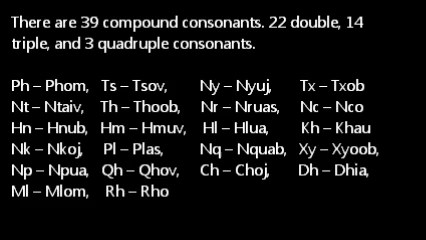 There are 39 compound consonants. 22 double, 14
triple, and 3 quadruple consonants.
Ph – Phom, Ts – Tsov, Ny – Nyuj, Tx – Txob
Nt – Ntaiv, Th – Thoob, Nr – Nruas, Nc – Nco
Hn – Hnub, Hm – Hmuv, Hl – Hlua, Kh – Khau
Nk – Nkoj, Pl – Plas, Nq – Nquab, Xy – Xyoob,
Np – Npua, Qh – Qhov, Ch – Choj, Dh – Dhia,
Ml – Mlom, Rh – Rho